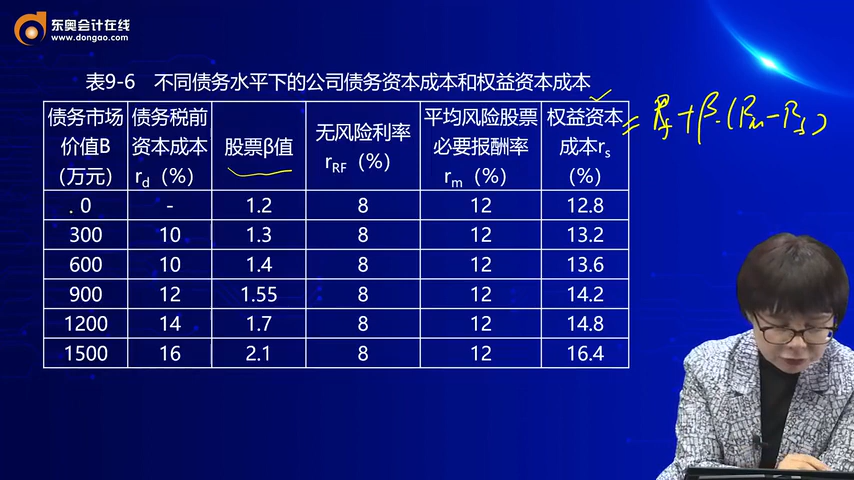 东奥会计在线
www.dongao.com
表9-6 不同债务水平下的公司债务资本成本和权益资本成本
债务市场价值B（万元） 债务税前资本成本rd（%） 股票β值 无风险利率rRF（%） 平均风险股票必要报酬率rm（%） 权益资本成本rs（%）
0 - 1.2 8 12 12.8
300 10 1.3 8 12 13.2
600 10 1.4 8 12 13.6
900 12 1.55 8 12 14.2
1200 14 1.7 8 12 14.8
1500 16 2.1 8 12 16.4